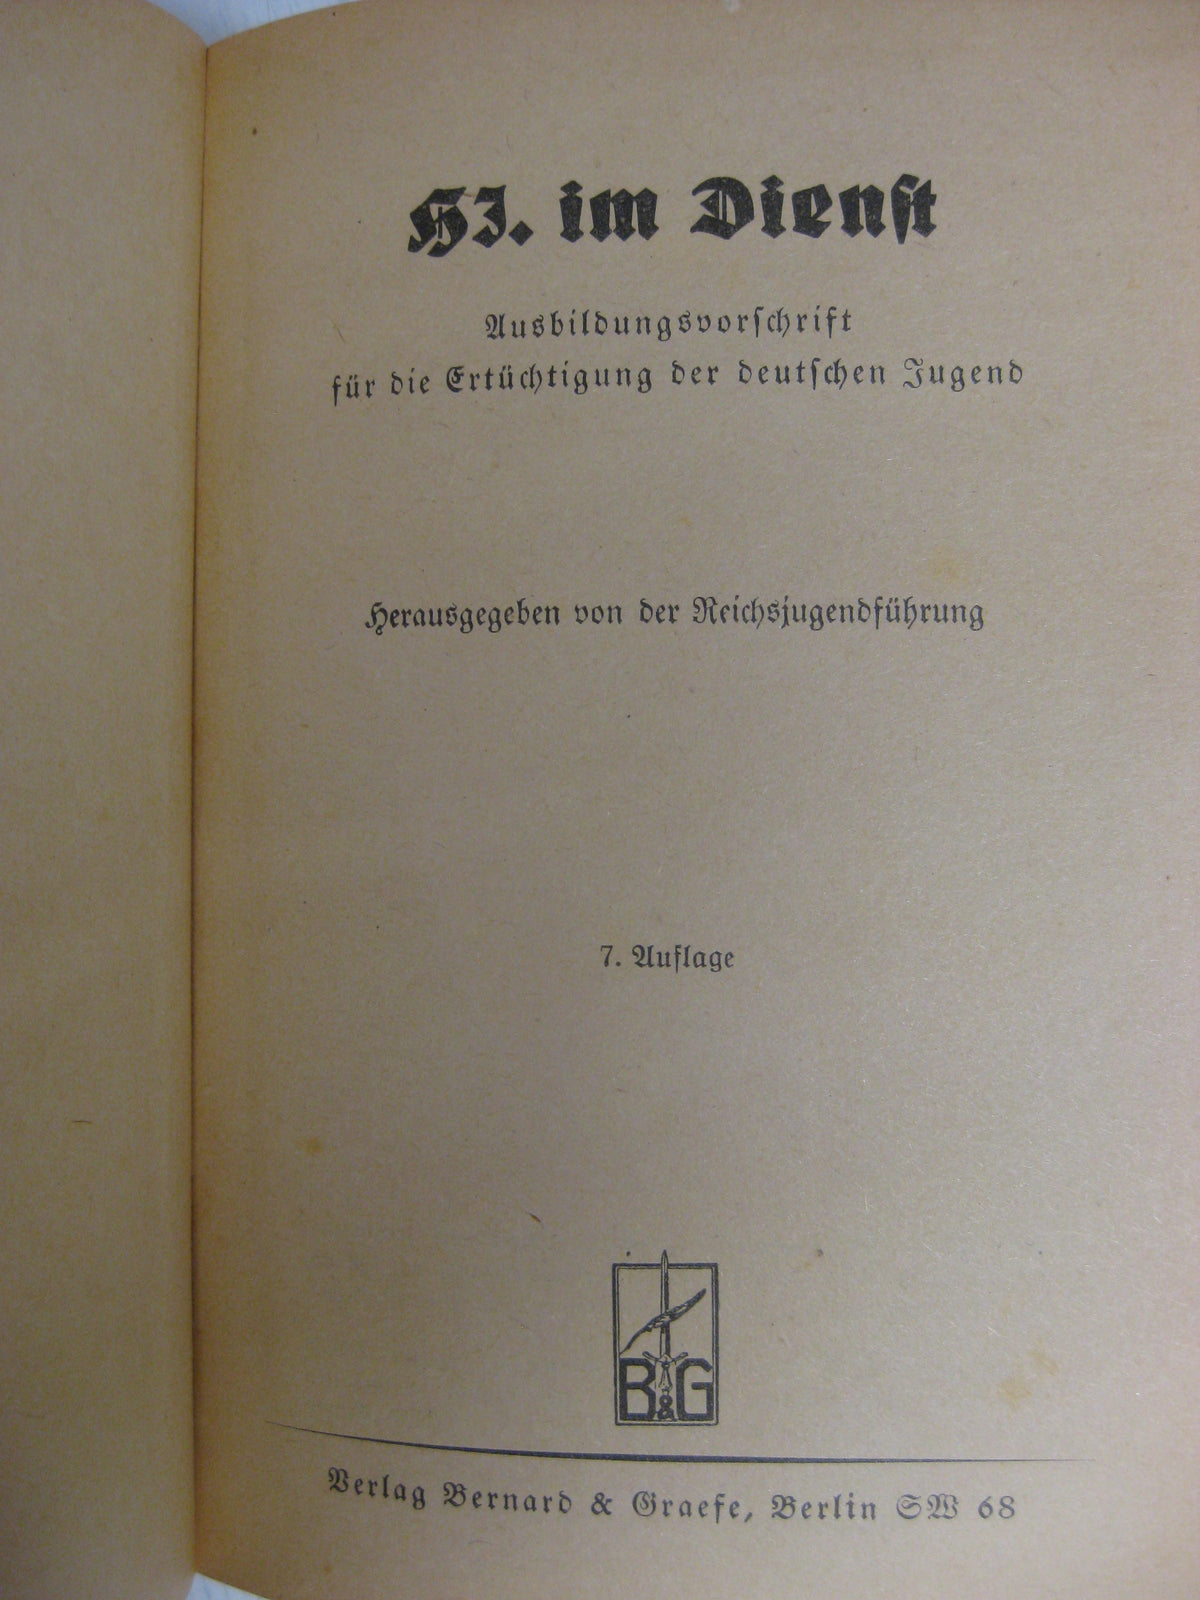 HJ. im Dienst
Ausbildungsvorschrift
für die Ertüchtigung der deutschen Jugend
Herausgegeben von der Reichsjugendführung
7. Auflage
B&G
Verlag Bernard & Graefe, Berlin SW 68